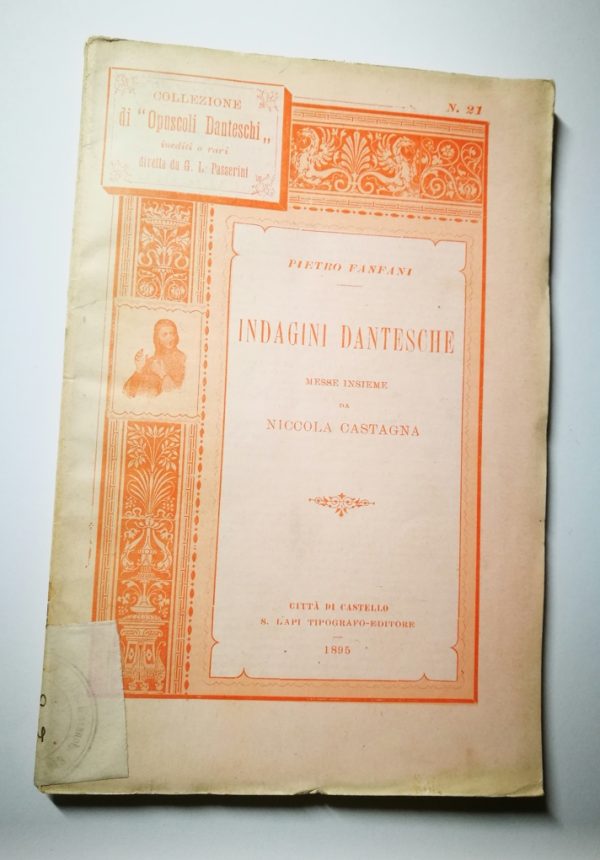 COLLEZIONE
di "Opuscoli Danteschi„
inediti o rari
diretta da G. L. Passerini
N. 21
PIETRO FANFANI
INDAGINI DANTESCHE
MESSE INSIEME
DA
NICCOLA CASTAGNA
CITTÀ DI CASTELLO
S. LAPI TIPOGRAFO-EDITORE
1895